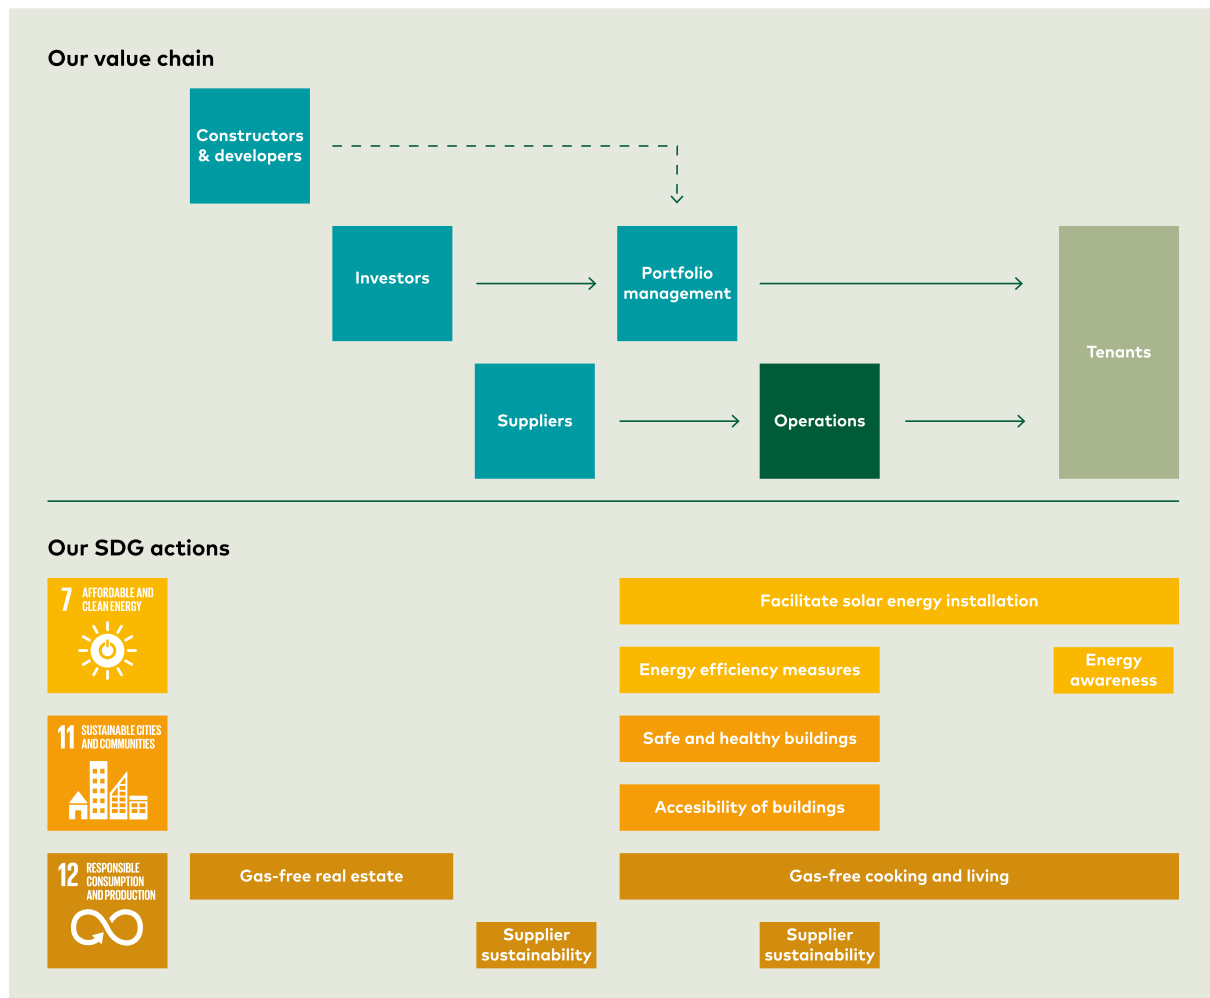 Our value chain
Constructors
& developers
Investors
Portfolio
management
Tenants
Suppliers
Operations
Our SDG actions
7 AFFORDABLE AND
CLEAN ENERGY
Facilitate solar energy installation
Energy efficiency measures
Energy
awareness
11 SUSTAINABLE CITIES
AND COMMUNITIES
Safe and healthy buildings
Accesibility of buildings
12 RESPONSIBLE
CONSUMPTION
AND PRODUCTION
Gas-free real estate
Gas-free cooking and living
Supplier
sustainability
Supplier
sustainability